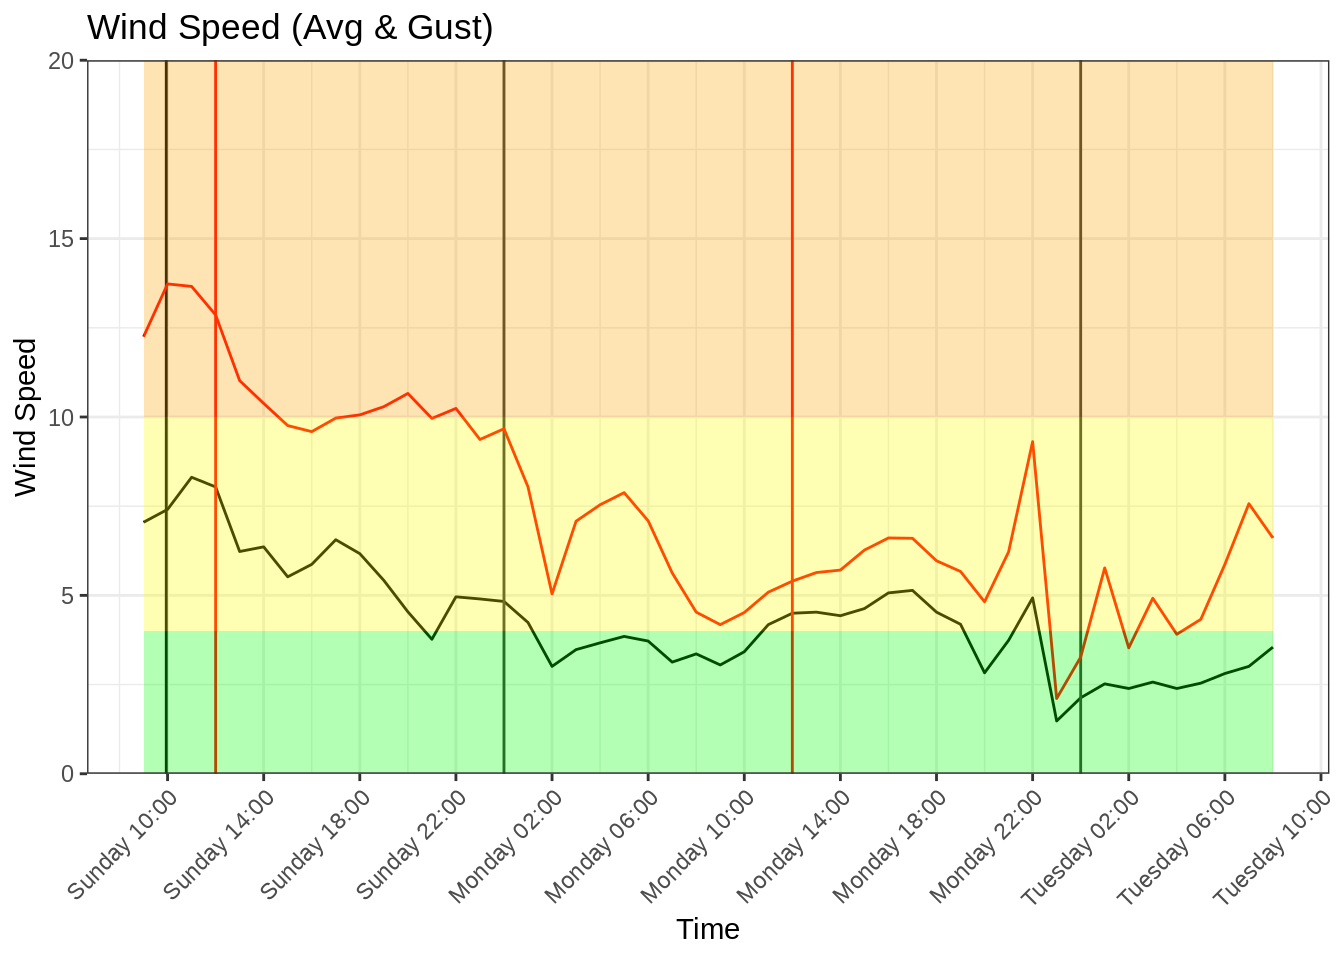 Wind Speed (Avg & Gust)
20
15
10
5
0
Wind Speed
Sunday 10:00
Sunday 14:00
Sunday 18:00
Sunday 22:00
Monday 02:00
Monday 06:00
Monday 10:00
Monday 14:00
Monday 18:00
Monday 22:00
Tuesday 02:00
Tuesday 06:00
Tuesday 10:00
Time